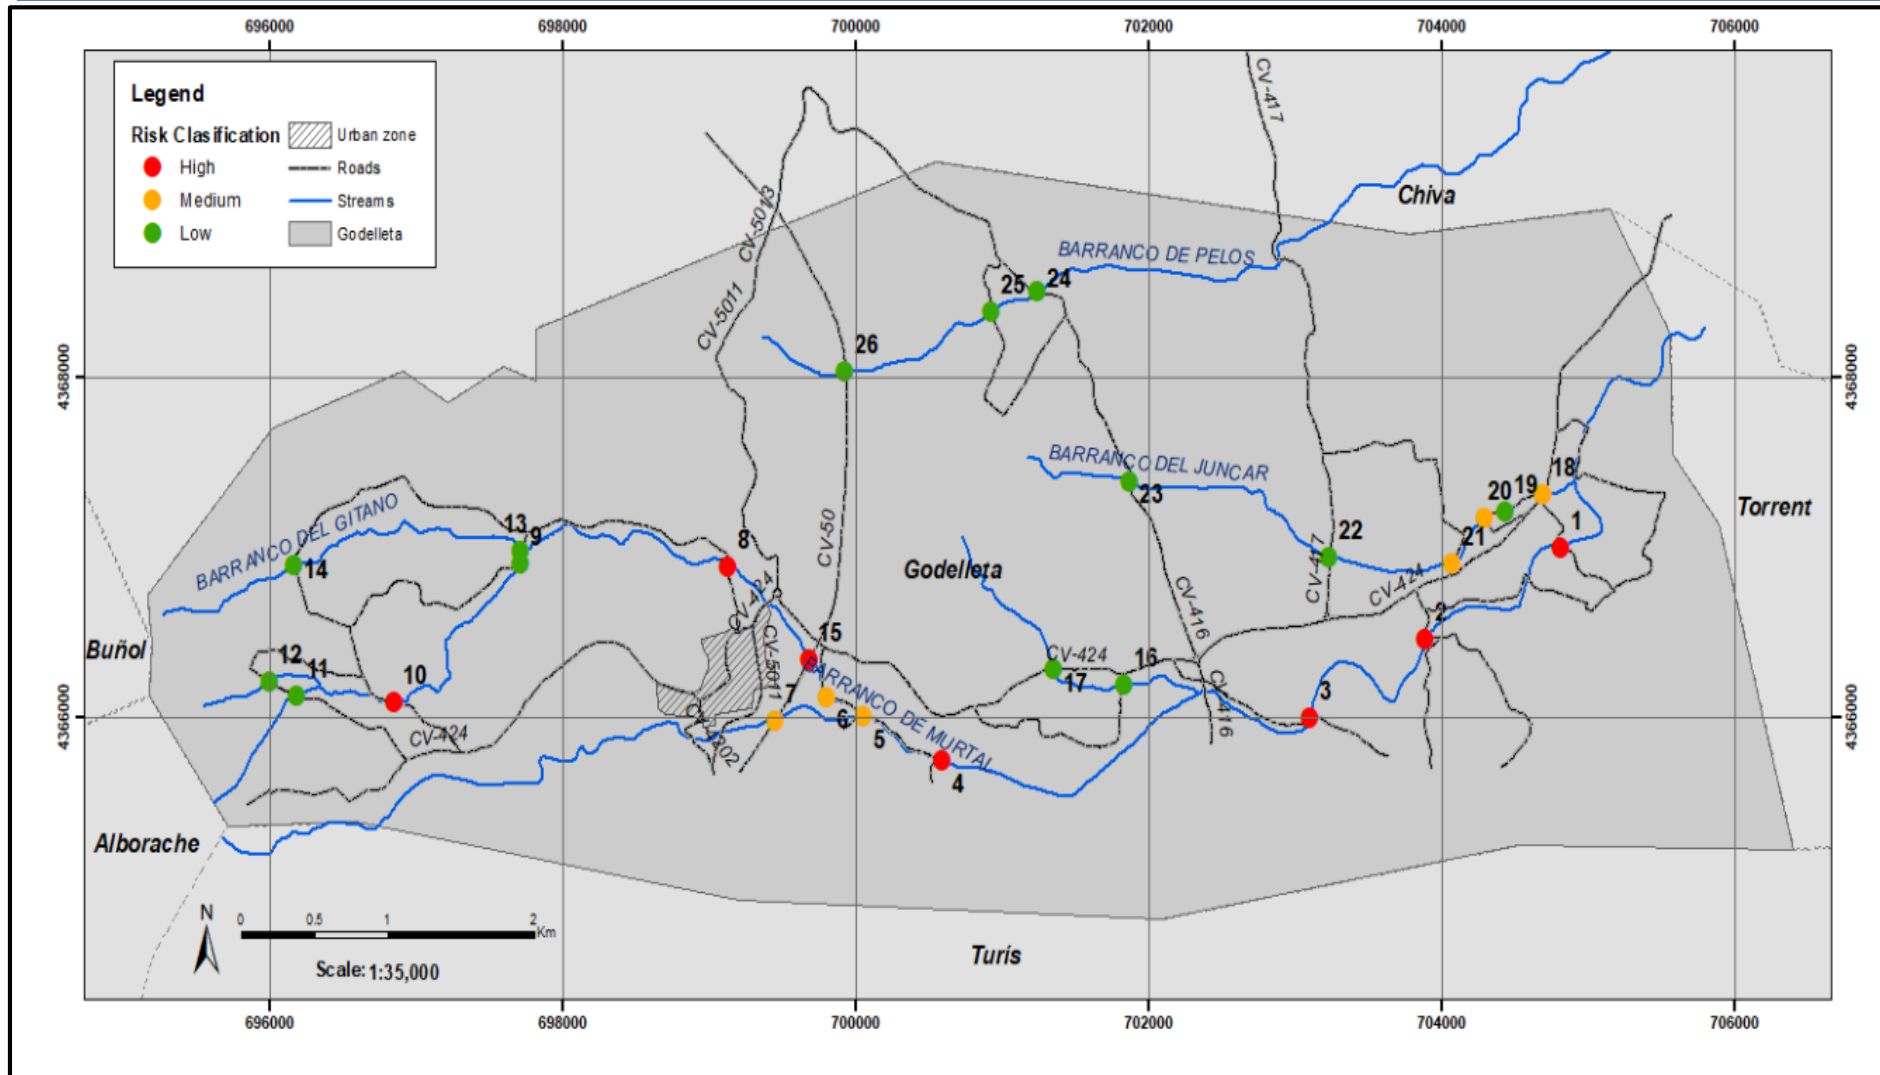 696000 698000 700000 702000 704000 706000
Legend
Risk Clasification
High
Medium
Low
Urban zone
Roads
Streams
Godelleta
CV-417
Chiva
CV-5013
BARRANCO DE PELOS
25 24
CV-5011
26
4368000 4368000
BARRANCO DEL JUNCAR
23
18
20 19
Torrent
1
BARRANCO DEL GITANO
13
9
14
8
CV-50
22
21
CV-417
CV-424
Godelleta
CV-424
CV-416
2
Buñol
12
11
10
15
CV-5011
CV-424
16
17
7
BARRANCO DE MURTAL
6
5
CV-416
3
4366000 4366000
CV-424
CV-4202
4
Alborache
N
0 0.5 1 2
Km
Scale: 1:35,000
Turís
696000 698000 700000 702000 704000 706000